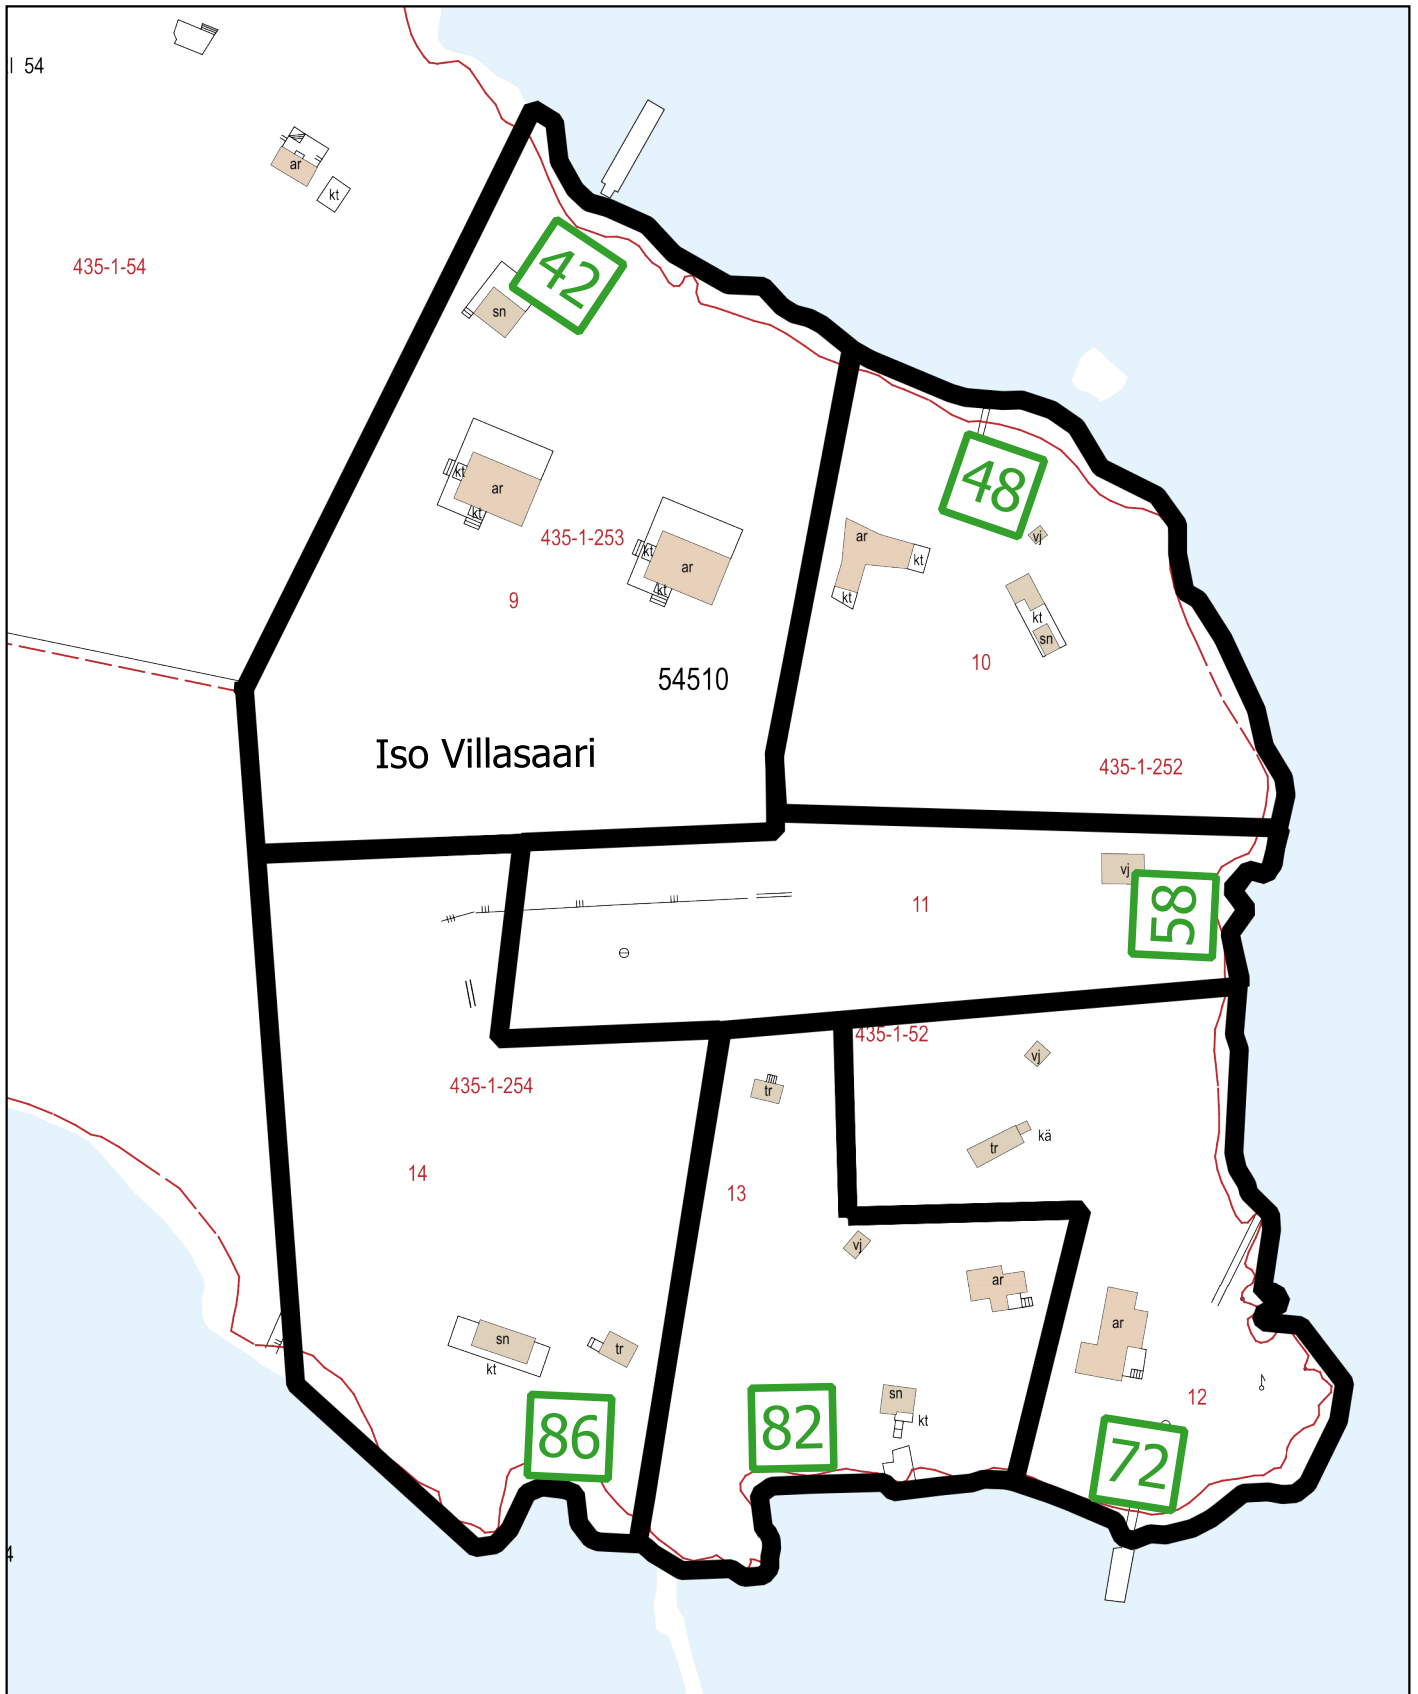 54
ar
kt
435-1-54
42
sn
kt
ar
kt
435-1-253
kt
ar
kt
9
54510
Iso Villasaari
48
ar
kt
kt
vj
kt
sn
10
435-1-252
vj
58
11
435-1-52
vj
tr
kä
tr
435-1-254
14
13
vj
ar
ar
sn
kt
tr
86
82
sn
kt
12
72
4